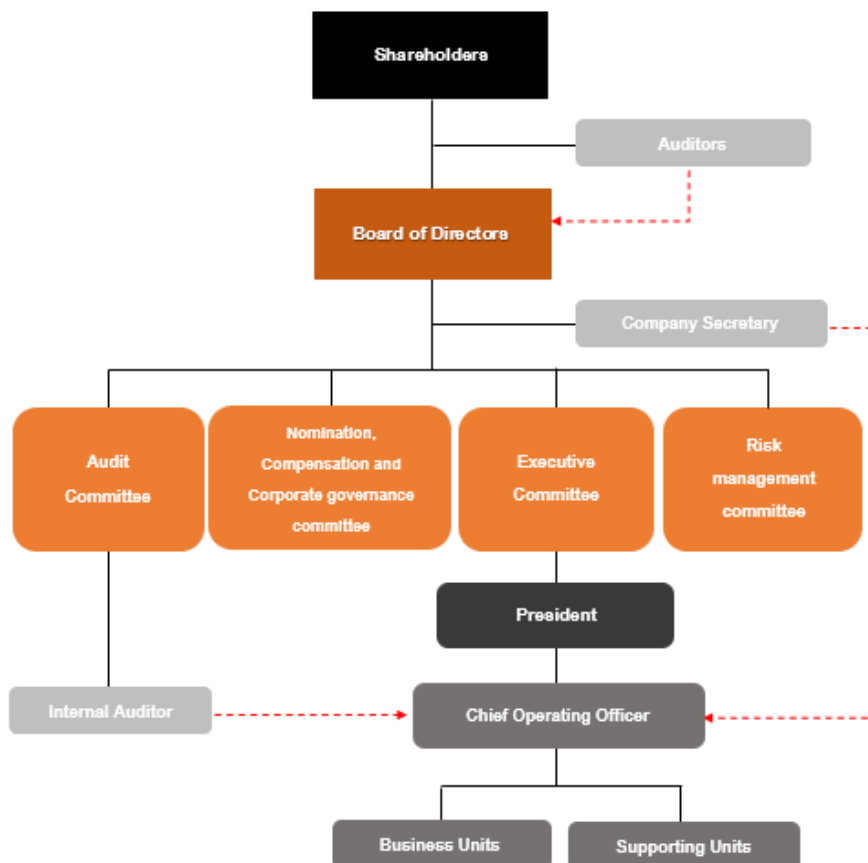 Shareholders
Auditors
Board of Directors
Company Secretary
Audit
Committee
Nomination,
Compensation and
Corporate governance
committee
Executive
Committee
Risk
management
committee
President
Internal Auditor
Chief Operating Officer
Business Units
Supporting Units